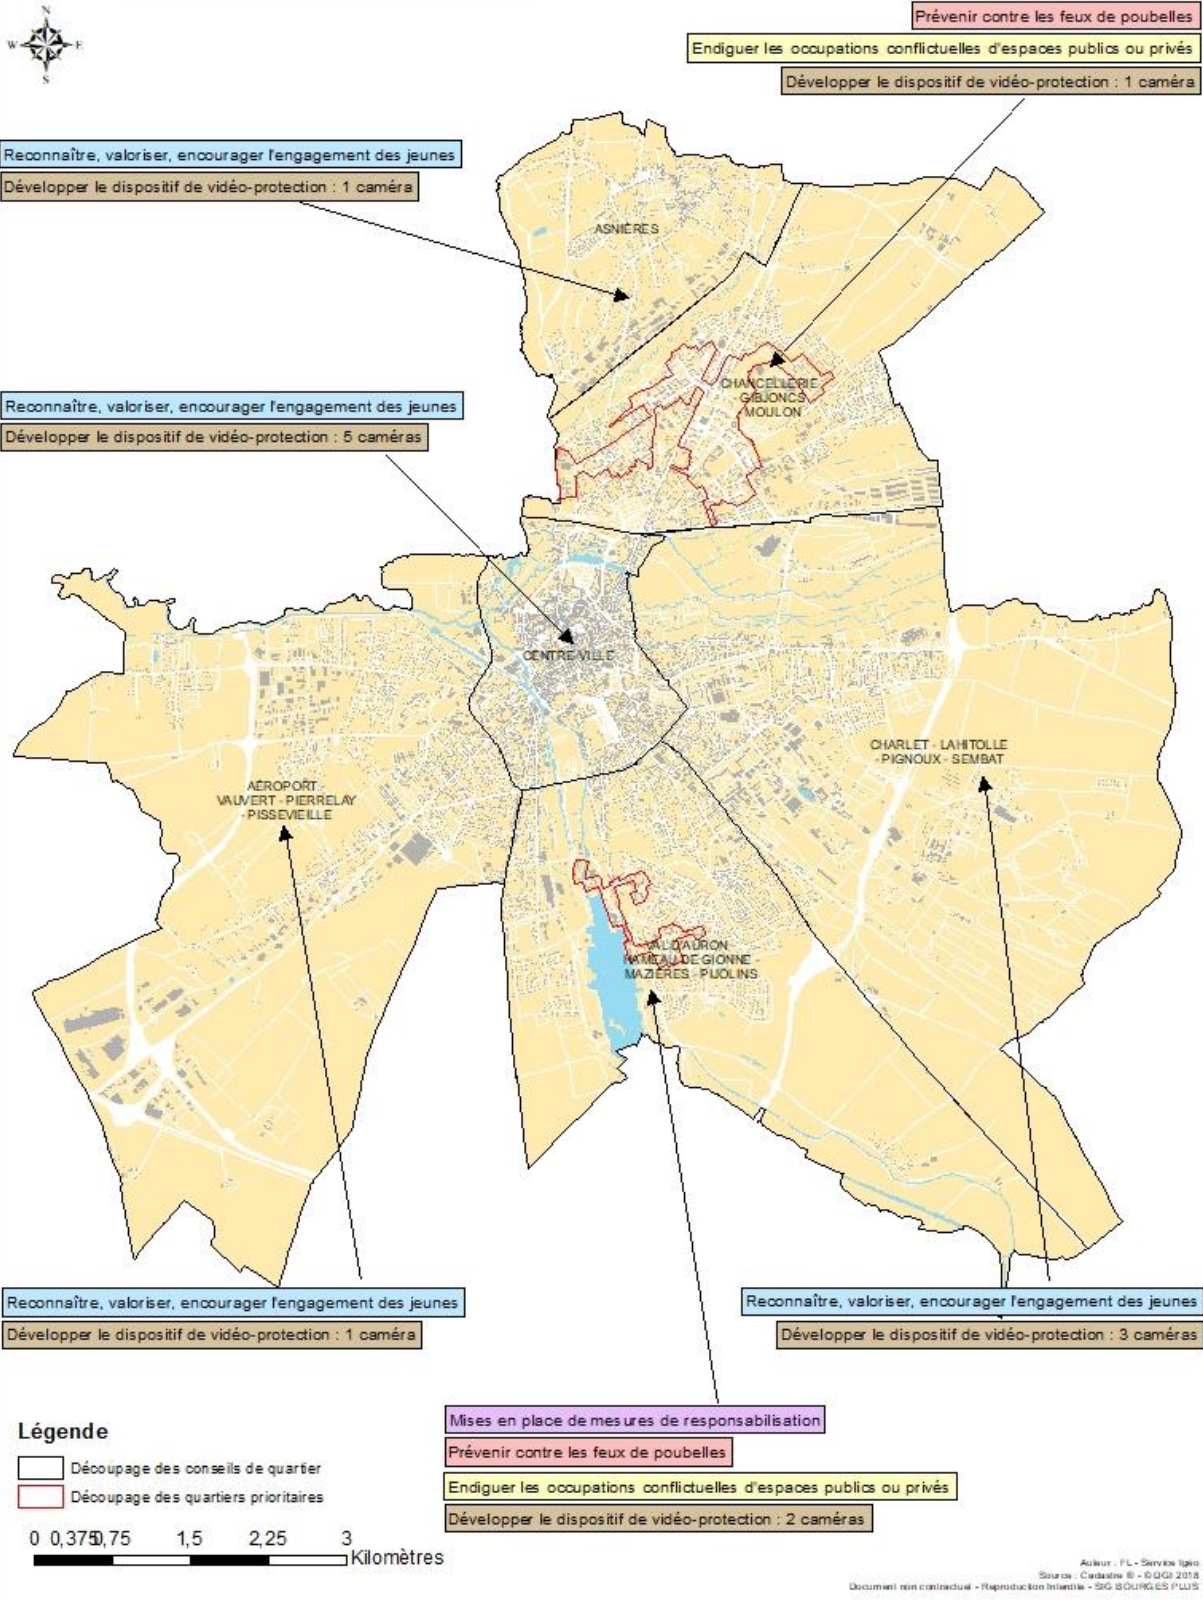 N
W E
S
Prévenir contre les feux de poubelles
Endiguer les occupations conflictuelles d'espaces publics ou privés
Développer le dispositif de vidéo-protection : 1 caméra
Reconnaître, valoriser, encourager l'engagement des jeunes
Développer le dispositif de vidéo-protection : 1 caméra
ASNIÈRES
CHANCELLERIE
GIBJONCS
MOULON
Reconnaître, valoriser, encourager l'engagement des jeunes
Développer le dispositif de vidéo-protection : 5 caméras
CENTRE-VILLE
CHARLET - LAHITOLLE
- PIGNOUX - SEMBAT
AÉROPORT -
VAUVERT - PIERRELAY
- PISSEVIEILLE
VAL D'AURON
HAMEAU DE GIONNE -
MAZIÈRES - PIJOLINS
Reconnaître, valoriser, encourager l'engagement des jeunes
Développer le dispositif de vidéo-protection : 1 caméra
Reconnaître, valoriser, encourager l'engagement des jeunes
Développer le dispositif de vidéo-protection : 3 caméras
Mises en place de mesures de responsabilisation
Prévenir contre les feux de poubelles
Endiguer les occupations conflictuelles d'espaces publics ou privés
Développer le dispositif de vidéo-protection : 2 caméras
Légende
Découpage des conseils de quartier
Découpage des quartiers prioritaires
0 0,375 0,75 1,5 2,25 3
Kilomètres
Auteur : FL - Service Igéo
Source : Cadastre © - © DGI 2018
Document non contractuel - Reproduction Interdite - SIG BOURGES PLUS